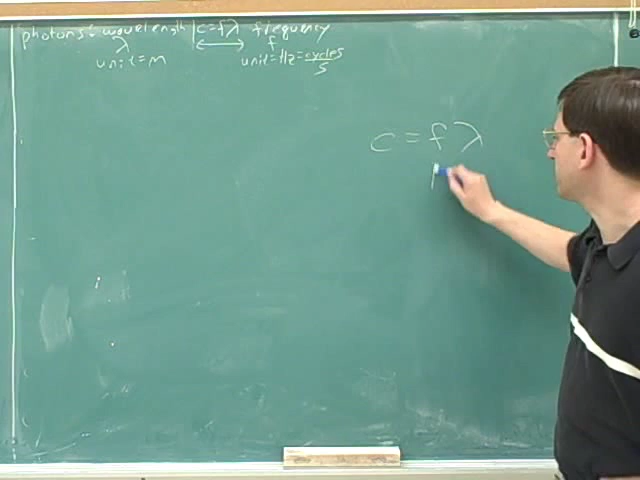 photons: wavelength | c=fλ frequency
λ ⟷ f
unit=m unit=Hz=cycles/s
c = f λ